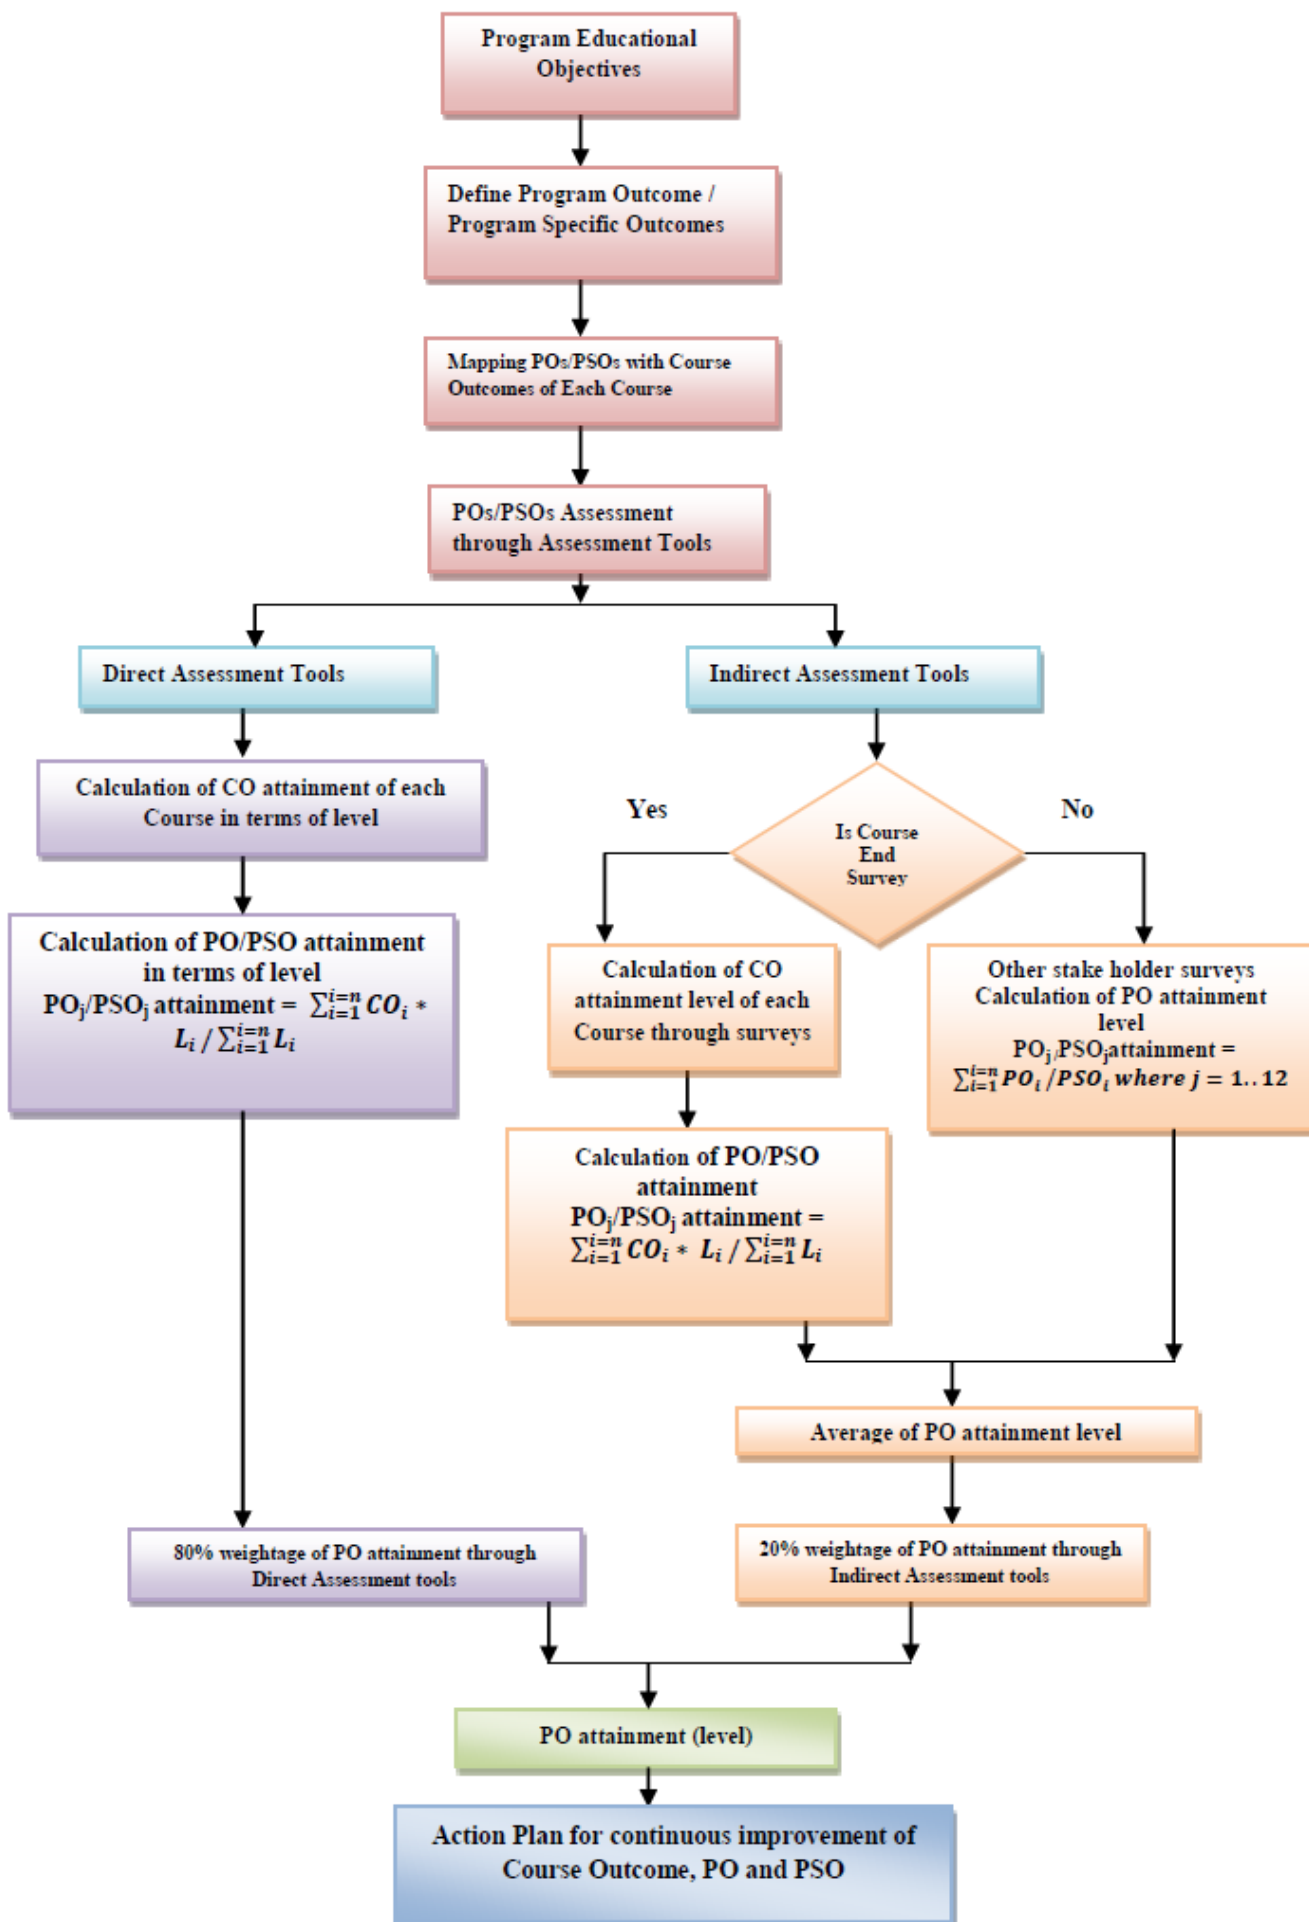 Program Educational
Objectives
Define Program Outcome /
Program Specific Outcomes
Mapping POs/PSOs with Course
Outcomes of Each Course
POs/PSOs Assessment
through Assessment Tools
Direct Assessment Tools
Indirect Assessment Tools
Calculation of CO attainment of each
Course in terms of level
Yes
Is Course
End
Survey
No
Calculation of PO/PSO attainment
in terms of level
POⱼ/PSOⱼ attainment = ∑ᵢ₌₁ⁱ⁼ⁿ COᵢ *
Lᵢ / ∑ᵢ₌₁ⁱ⁼ⁿ Lᵢ
Calculation of CO
attainment level of each
Course through surveys
Other stake holder surveys
Calculation of PO attainment
level
POⱼ/PSOⱼattainment =
∑ᵢ₌₁ⁱ⁼ⁿ POᵢ/PSOᵢ where j = 1..12
Calculation of PO/PSO
attainment
POⱼ/PSOⱼ attainment =
∑ᵢ₌₁ⁱ⁼ⁿ COᵢ * Lᵢ / ∑ᵢ₌₁ⁱ⁼ⁿ Lᵢ
Average of PO attainment level
80% weightage of PO attainment through
Direct Assessment tools
20% weightage of PO attainment through
Indirect Assessment tools
PO attainment (level)
Action Plan for continuous improvement of
Course Outcome, PO and PSO